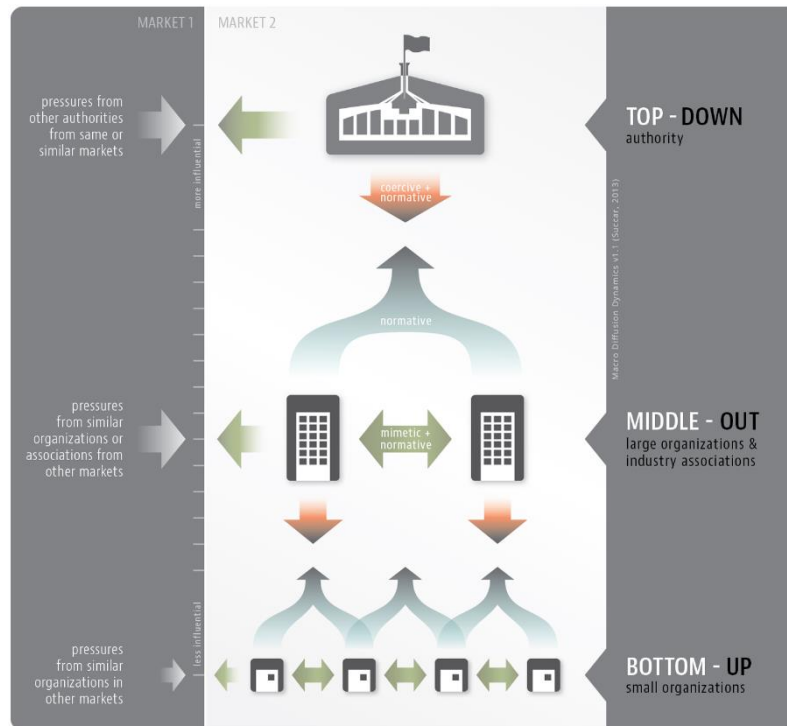 MARKET 1
MARKET 2
pressures from
other authorities
from same or
similar markets
more influential
TOP - DOWN
authority
coercive +
normative
Macro Diffusion Dynamics v1.1 (Succar, 2013)
normative
pressures
from similar
organizations or
associations from
other markets
mimetic +
normative
MIDDLE - OUT
large organizations &
industry associations
less influential
pressures
from similar
organizations in
other markets
BOTTOM - UP
small organizations